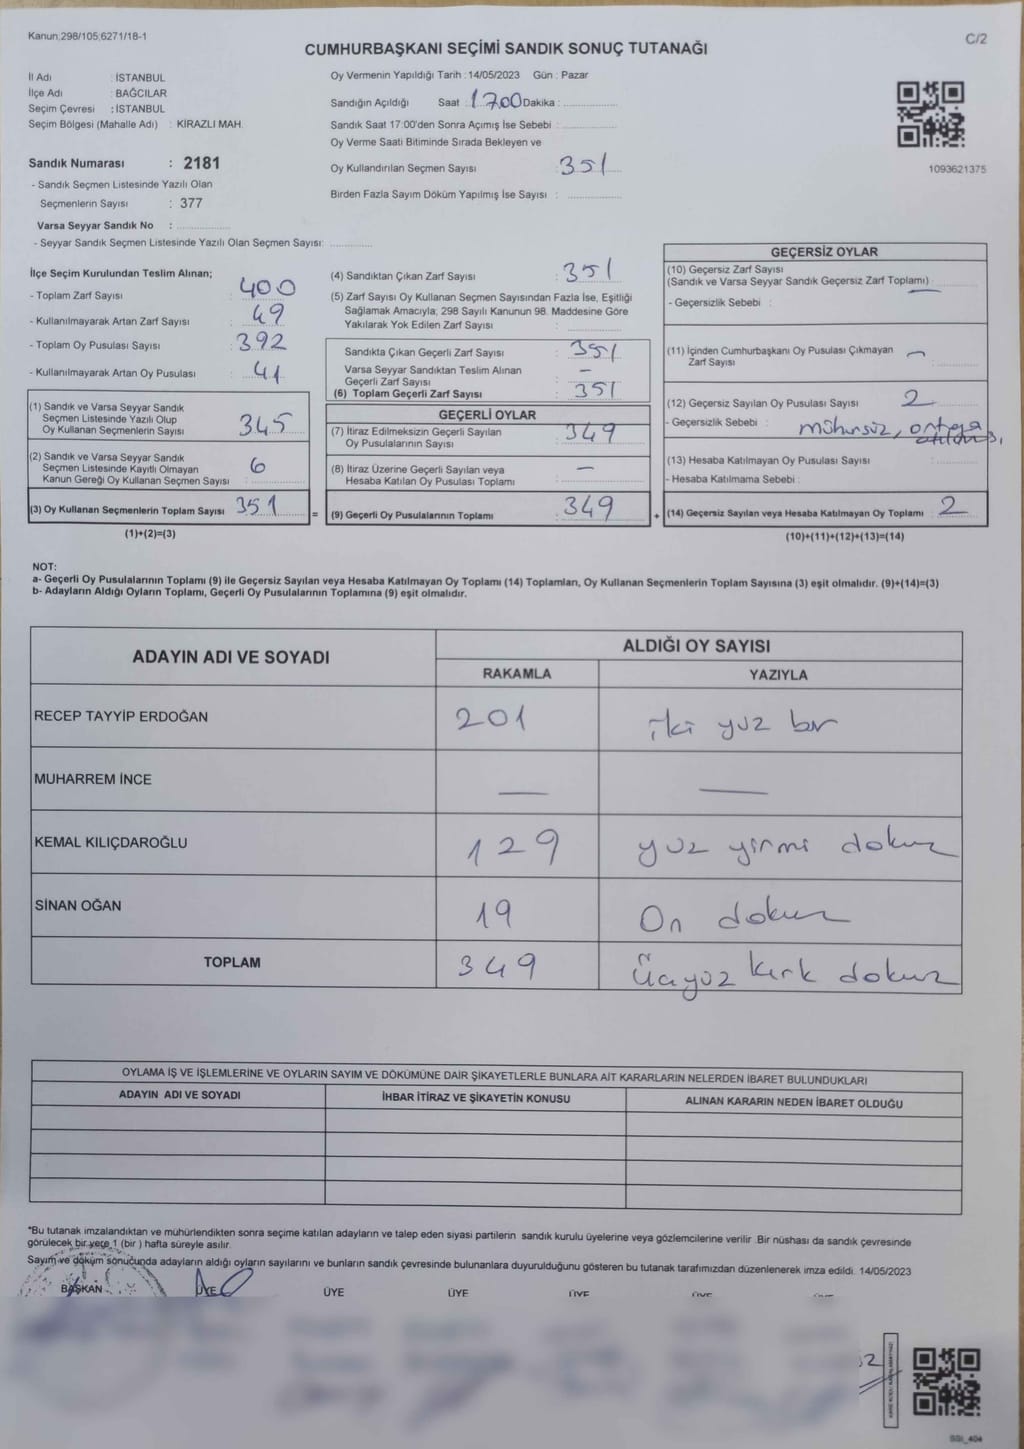 Kanun:298/105;6271/18-1
C/2
CUMHURBAŞKANI SEÇİMİ SANDIK SONUÇ TUTANAĞI
İl Adı : İSTANBUL
İlçe Adı : BAĞCILAR
Seçim Çevresi : İSTANBUL
Seçim Bölgesi (Mahalle Adı) : KİRAZLI MAH.
Sandık Numarası : 2181
- Sandık Seçmen Listesinde Yazılı Olan
Seçmenlerin Sayısı : 377
Varsa Seyyar Sandık No :
- Seyyar Sandık Seçmen Listesinde Yazılı Olan Seçmen Sayısı:
Oy Vermenin Yapıldığı Tarih : 14/05/2023 Gün : Pazar
Sandığın Açıldığı Saat : 17.00 Dakika :
Sandık Saat 17:00'den Sonra Açımış İse Sebebi :
Oy Verme Saati Bitiminde Sırada Bekleyen ve
Oy Kullandırılan Seçmen Sayısı : 351
Birden Fazla Sayım Döküm Yapılmış İse Sayısı :
1093621375
İlçe Seçim Kurulundan Teslim Alınan;
- Toplam Zarf Sayısı : 400
- Kullanılmayarak Artan Zarf Sayısı : 49
- Toplam Oy Pusulası Sayısı : 392
- Kullanılmayarak Artan Oy Pusulası : 41
(1) Sandık ve Varsa Seyyar Sandık
Seçmen Listesinde Yazılı Olup
Oy Kullanan Seçmenlerin Sayısı : 345
(2) Sandık ve Varsa Seyyar Sandık
Seçmen Listesinde Kayıtlı Olmayan
Kanun Gereği Oy Kullanan Seçmen Sayısı : 6
(3) Oy Kullanan Seçmenlerin Toplam Sayısı 351 =
(1)+(2)=(3)
(4) Sandıktan Çıkan Zarf Sayısı : 351
(5) Zarf Sayısı Oy Kullanan Seçmen Sayısından Fazla İse, Eşitliği
Sağlamak Amacıyla; 298 Sayılı Kanunun 98. Maddesine Göre
Yakılarak Yok Edilen Zarf Sayısı :
Sandıkta Çıkan Geçerli Zarf Sayısı : 351
Varsa Seyyar Sandıktan Teslim Alınan
Geçerli Zarf Sayısı : –
(6) Toplam Geçerli Zarf Sayısı : 351
GEÇERLİ OYLAR
(7) İtiraz Edilmeksizin Geçerli Sayılan
Oy Pusulalarının Sayısı : 349
(8) İtiraz Üzerine Geçerli Sayılan veya
Hesaba Katılan Oy Pusulası Toplamı : –
(9) Geçerli Oy Pusulalarının Toplamı : 349 +
GEÇERSİZ OYLAR
(10) Geçersiz Zarf Sayısı
(Sandık ve Varsa Seyyar Sandık Geçersiz Zarf Toplamı) : –
- Geçersizlik Sebebi :
(11) İçinden Cumhurbaşkanı Oy Pusulası Çıkmayan
Zarf Sayısı : –
(12) Geçersiz Sayılan Oy Pusulası Sayısı : 2
- Geçersizlik Sebebi : mühürsüz, ortaya
(13) Hesaba Katılmayan Oy Pusulası Sayısı :
- Hesaba Katılmama Sebebi :
(14) Geçersiz Sayılan veya Hesaba Katılmayan Oy Toplamı : 2
(10)+(11)+(12)+(13)=(14)
NOT:
a- Geçerli Oy Pusulalarının Toplamı (9) ile Geçersiz Sayılan veya Hesaba Katılmayan Oy Toplamı (14) Toplamları, Oy Kullanan Seçmenlerin Toplam Sayısına (3) eşit olmalıdır. (9)+(14)=(3)
b- Adayların Aldığı Oyların Toplamı, Geçerli Oy Pusulalarının Toplamına (9) eşit olmalıdır.
ADAYIN ADI VE SOYADI
ALDIĞI OY SAYISI
RAKAMLA YAZIYLA
RECEP TAYYİP ERDOĞAN 201 iki yuz bir
MUHARREM İNCE — —
KEMAL KILIÇDAROĞLU 129 yuz yirmi dokuz
SİNAN OĞAN 19 On dokuz
TOPLAM 349 Üçyüz kırk dokuz
OYLAMA İŞ VE İŞLEMLERİNE VE OYLARIN SAYIM VE DÖKÜMÜNE DAİR ŞİKAYETLERLE BUNLARA AİT KARARLARIN NELERDEN İBARET BULUNDUKLARI
ADAYIN ADI VE SOYADI İHBAR İTİRAZ VE ŞİKAYETİN KONUSU ALINAN KARARIN NEDEN İBARET OLDUĞU
*Bu tutanak imzalandıktan ve mühürlendikten sonra seçime katılan adayların ve talep eden siyasi partilerin sandık kurulu üyelerine veya gözlemcilerine verilir .Bir nüshası da sandık çevresinde
görülecek bir yere 1 (bir ) hafta süreyle asılır.
Sayım ve döküm sonucunda adayların aldığı oyların sayılarını ve bunların sandık çevresinde bulunanlara duyurulduğunu gösteren bu tutanak tarafımızdan düzenlenerek imza edildi. 14/05/2023
BAŞKAN ÜYE ÜYE ÜYE ÜYE ÜYE
SSI_404